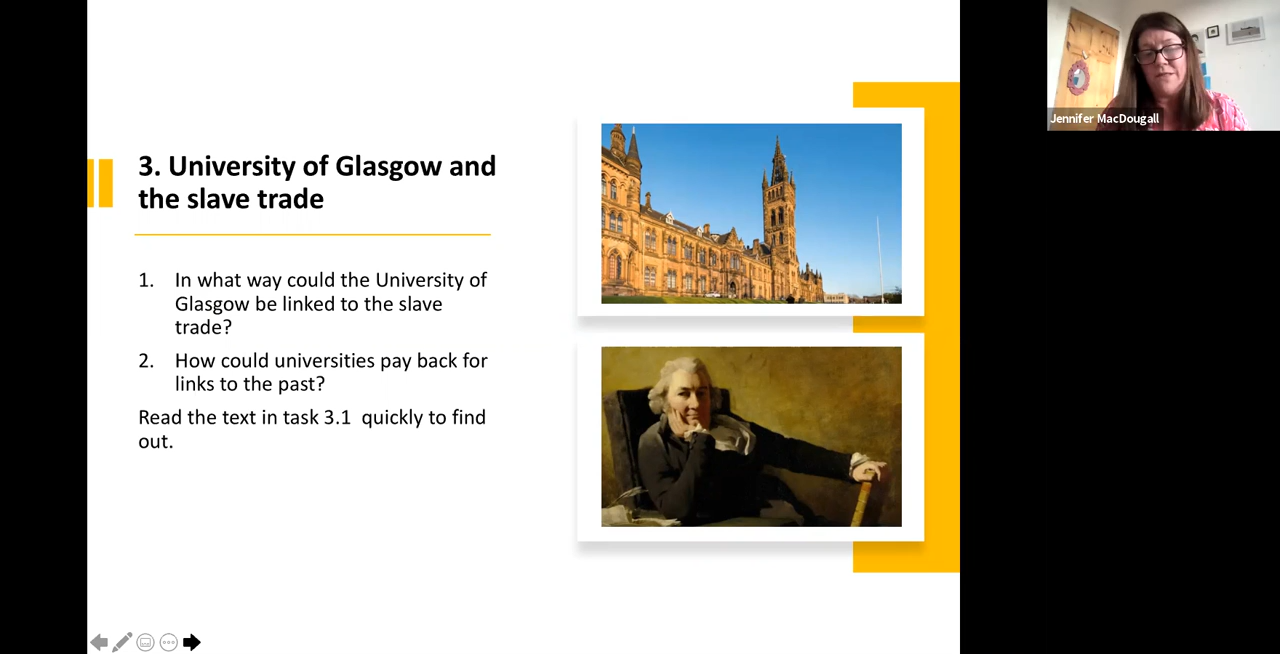 3. University of Glasgow and
the slave trade
1. In what way could the University of
Glasgow be linked to the slave
trade?
2. How could universities pay back for
links to the past?
Read the text in task 3.1  quickly to find
out.
Jennifer MacDougall